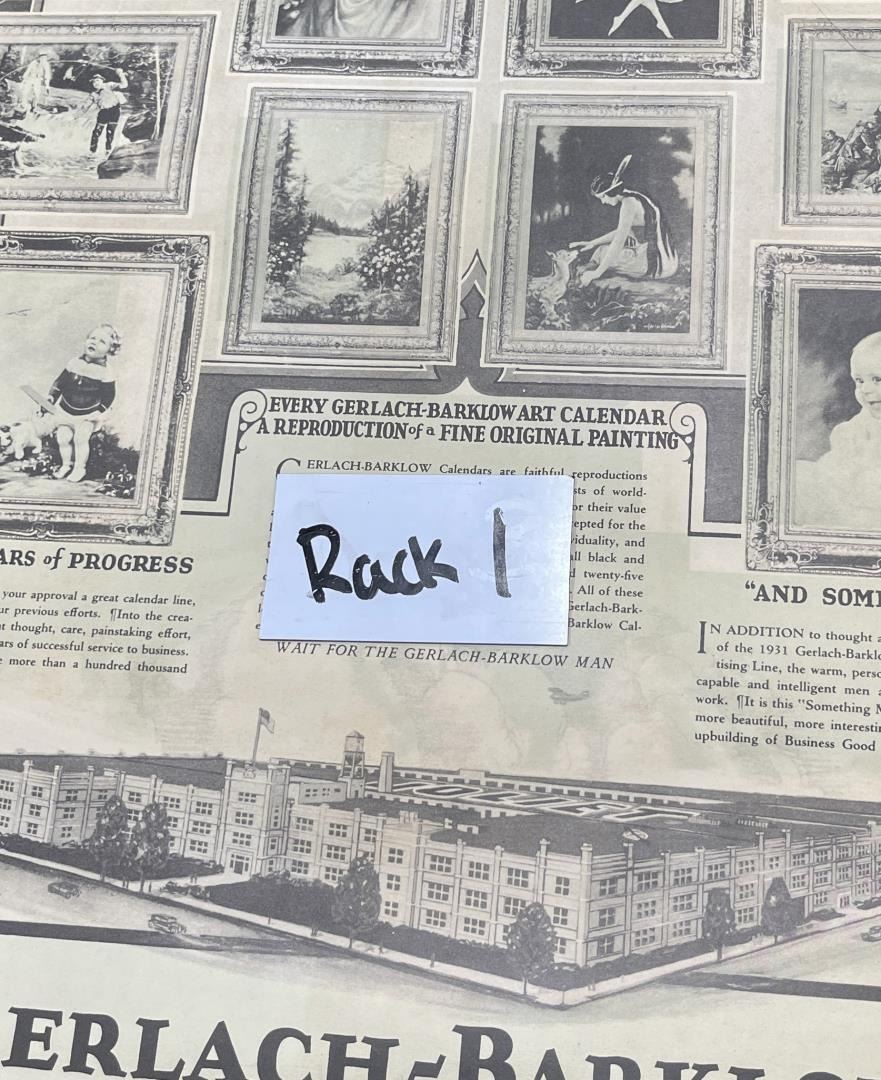 EVERY GERLACH-BARKLOW ART CALENDAR
A REPRODUCTION of a FINE ORIGINAL PAINTING
GERLACH-BARKLOW Calendars are faithful reproductions
sts of world-
or their value
epted for the
viduality, and
all black and
d twenty-five
All of these
Gerlach-Bark-
Barklow Cal-
Rack 1
WAIT FOR THE GERLACH-BARKLOW MAN
ARS of PROGRESS
your approval a great calendar line,
ur previous efforts. ¶Into the crea-
t thought, care, painstaking effort,
ars of successful service to business.
e more than a hundred thousand
"AND SOME
IN ADDITION to thought a
of the 1931 Gerlach-Barklo
tising Line, the warm, perso
capable and intelligent men a
work. ¶It is this "Something M
more beautiful, more interestin
upbuilding of Business Good
JOLIET
ERLACH-BARKLO